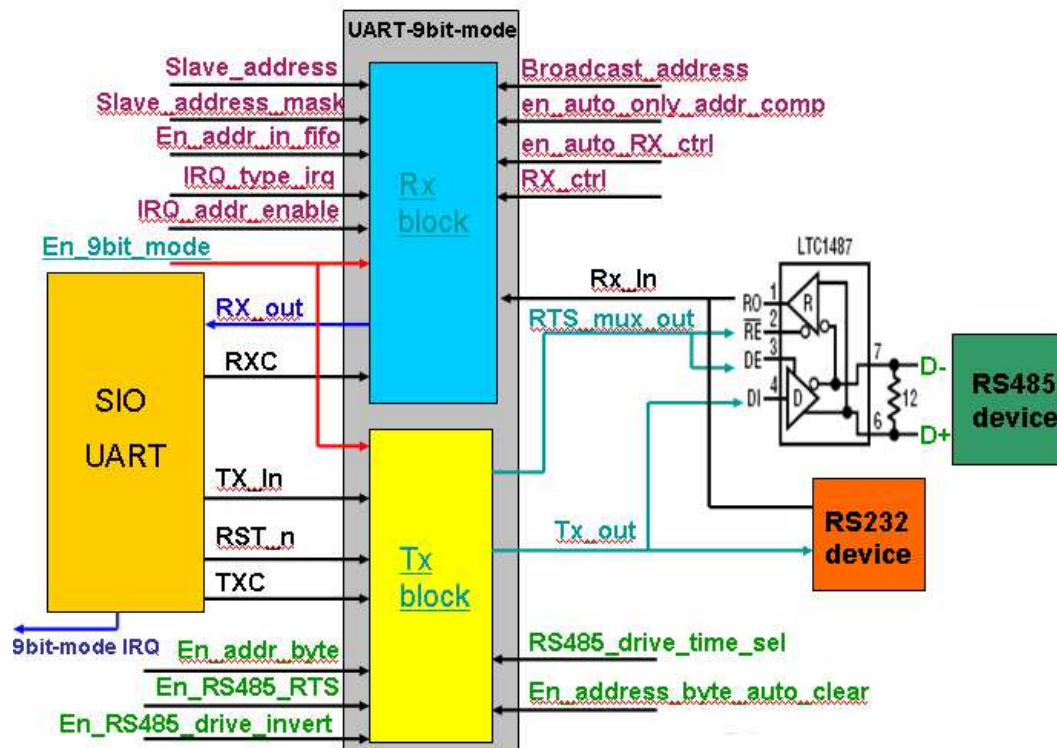 UART-9bit-mode
Slave_address
Broadcast_address
Slave_address_mask
en_auto_only_addr_comp
En_addr_in_fifo
en_auto_RX_ctrl
IRQ_type_irq
RX_ctrl
IRQ_addr_enable
Rx
block
En_9bit_mode
LTC1487
Rx_In
RO
1
R
RX_out
RTS_mux_out
RE
2
DE
3
7
D-
RXC
SIO
UART
DI
4
D
12
6
D+
RS485
device
TX_In
RST_n
TXC
Tx_out
Tx
block
RS232
device
9bit-mode IRQ
En_addr_byte
RS485_drive_time_sel
En_RS485_RTS
En_address_byte_auto_clear
En_RS485_drive_invert